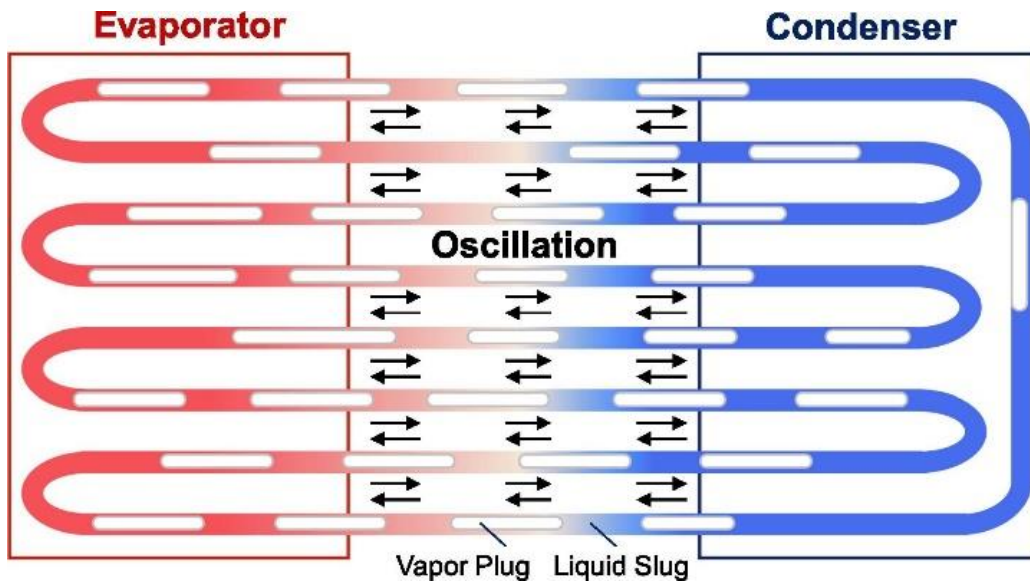 Evaporator
Condenser
Oscillation
Vapor Plug
Liquid Slug